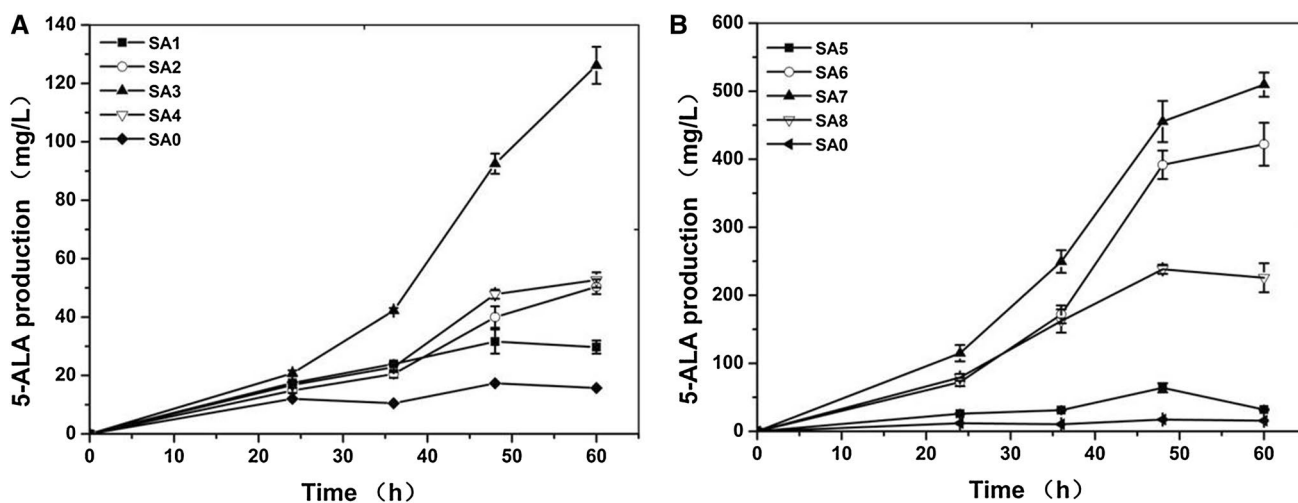 A
140
120
100
80
60
40
20
0
5-ALA production （mg/L）
SA1
SA2
SA3
SA4
SA0
0 10 20 30 40 50 60
Time （h）
B
600
500
400
300
200
100
0
5-ALA production （mg/L）
SA5
SA6
SA7
SA8
SA0
0 10 20 30 40 50 60
Time （h）